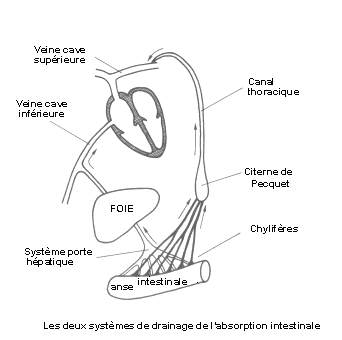 Veine cave
supérieure
Canal
thoracique
Veine cave
inférieure
Citerne de
Pecquet
FOIE
Chylifères
Système porte
hépatique
anse intestinale
Les deux systèmes de drainage de l'absorption intestinale